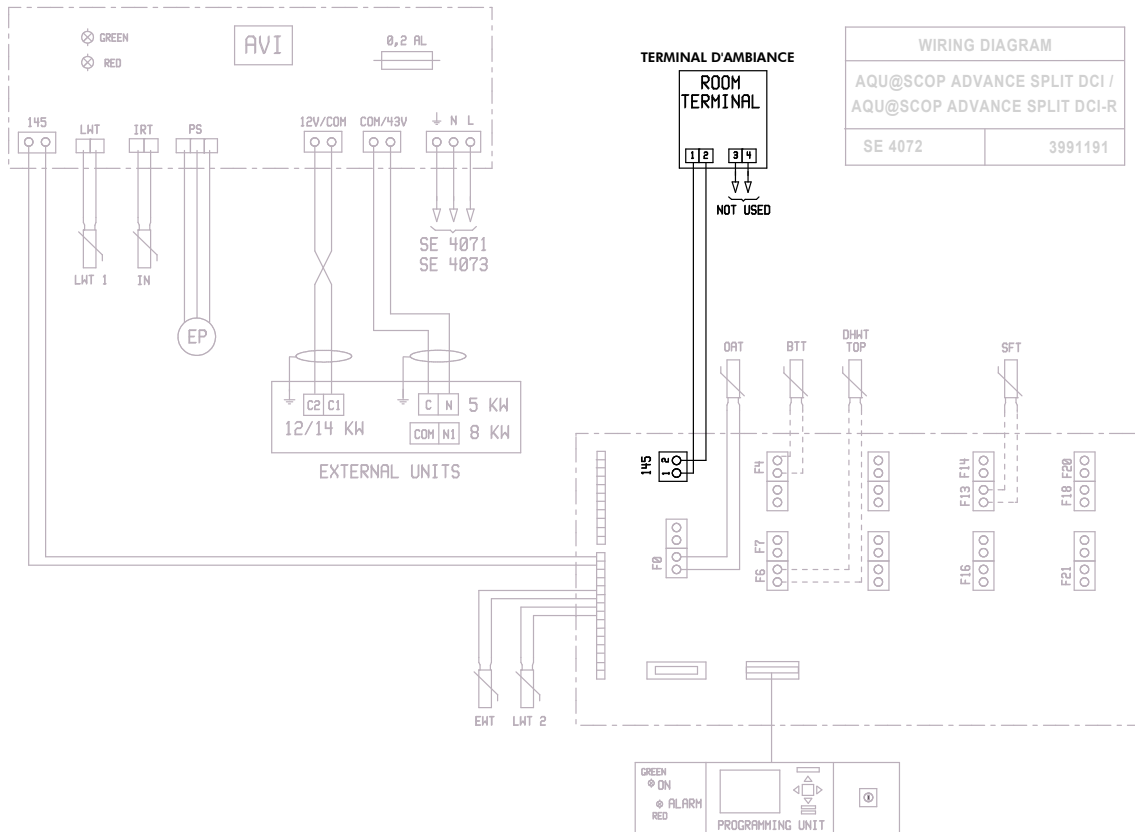 GREEN
RED
AVI
0,2 AL
145
LWT
IRT
PS
12V/COM
COM/43V
N L
LWT 1
IN
EP
SE 4071
SE 4073
C2 C1
12/14 KW
C N 5 KW
COM N1 8 KW
EXTERNAL UNITS
TERMINAL D'AMBIANCE
ROOM
TERMINAL
1 2 3 4
NOT USED
WIRING DIAGRAM
AQU@SCOP ADVANCE SPLIT DCI /
AQU@SCOP ADVANCE SPLIT DCI-R
SE 4072
3991191
OAT
BTT
DHWT
TOP
SFT
145
1 2
F4
F13 F14
F18 F20
F0
F6 F7
F16
F21
EWT
LWT 2
GREEN
ON
ALARM
RED
PROGRAMMING UNIT